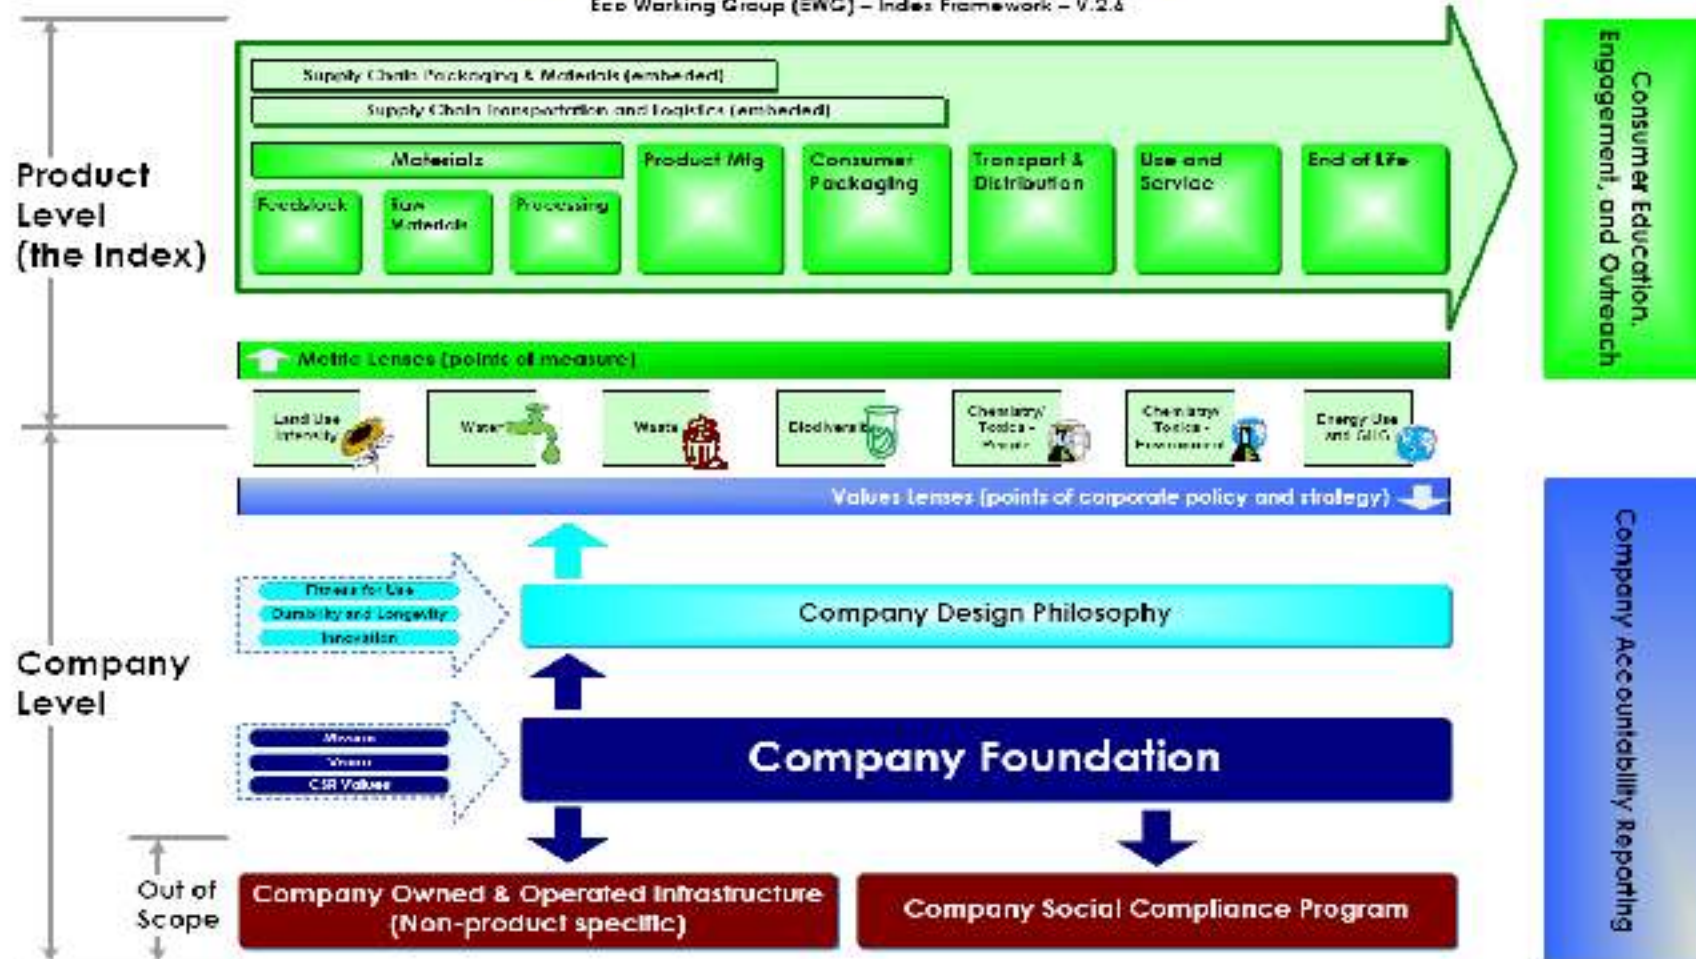 Eco Working Group (EWG) – Index Framework – V.2.6
Supply Chain Packaging & Materials (embeded)
Supply Chain Transportation and Logistics (embeded)
Materials
Feedstock
Raw
Materials
Processing
Product Mfg
Consumer
Packaging
Transport &
Distribution
Use and
Service
End of Life
Product
Level
(the Index)
Consumer Education,
Engagement, and Outreach
Metric Lenses (points of measure)
Land Use
Intensity
Water
Waste
Biodiversit
Chemistry/
Toxics -
People
Chemistry/
Toxics -
Environment
Energy Use
and GHG
Values Lenses (points of corporate policy and strategy)
Fitness for Use
Durability and Longevity
Innovation
Company Design Philosophy
Company
Level
Mission
Vision
CSR Values
Company Foundation
Company Accountability Reporting
Out of
Scope
Company Owned & Operated Infrastructure
(Non-product specific)
Company Social Compliance Program